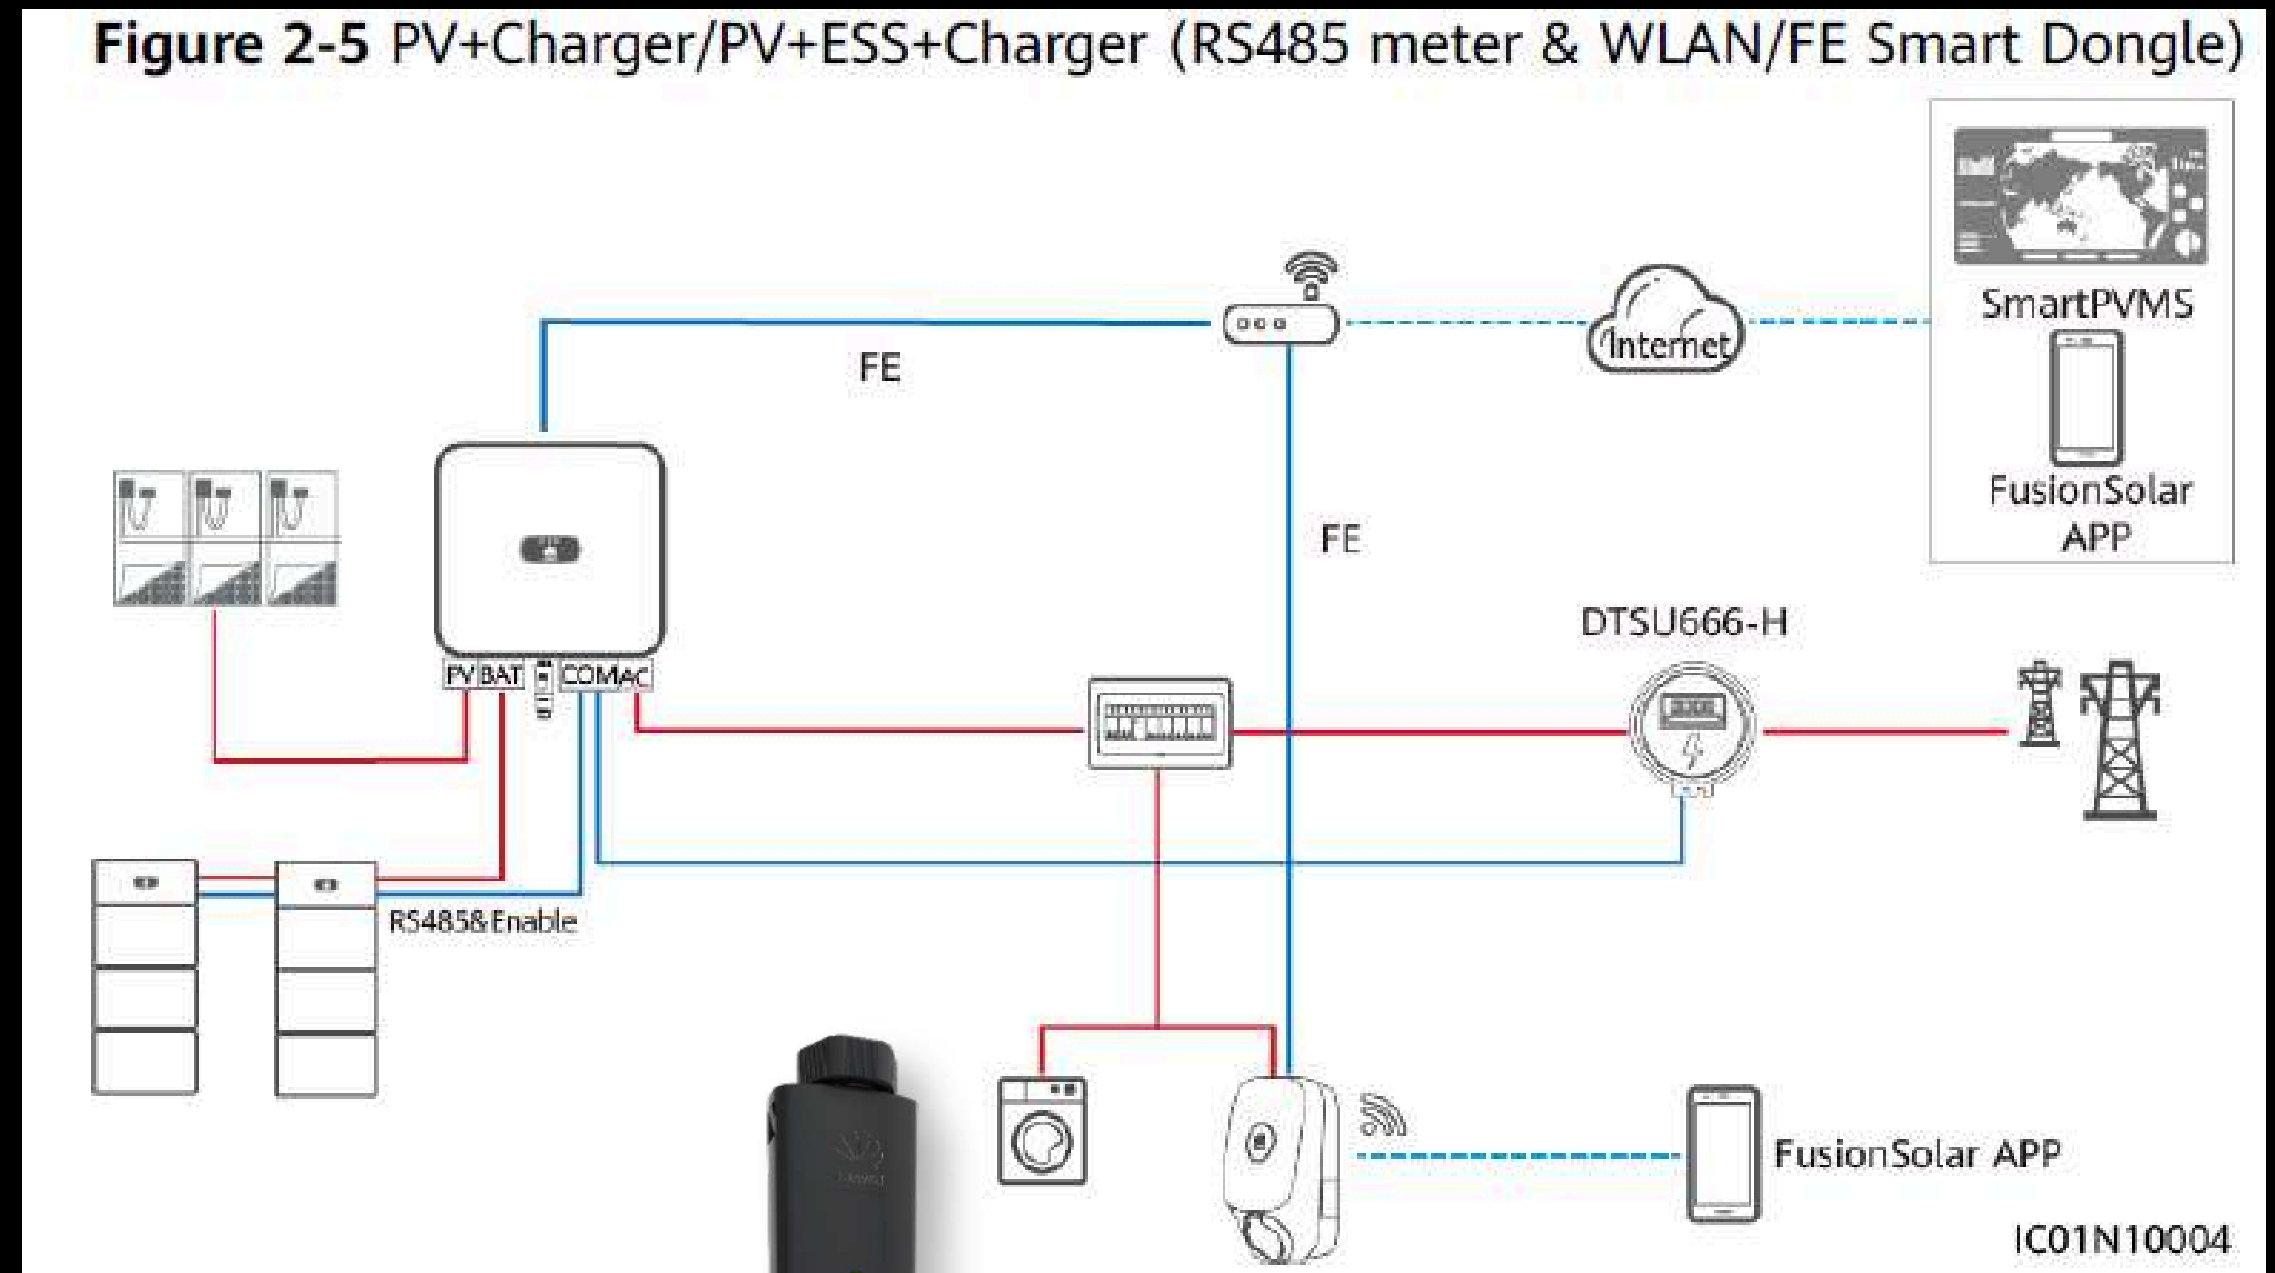 Figure 2-5 PV+Charger/PV+ESS+Charger (RS485 meter & WLAN/FE Smart Dongle)
SmartPVMS
Internet
FE
FusionSolar
APP
FE
DTSU666-H
PV BAT COM AC
RS485&Enable
FusionSolar APP
IC01N10004